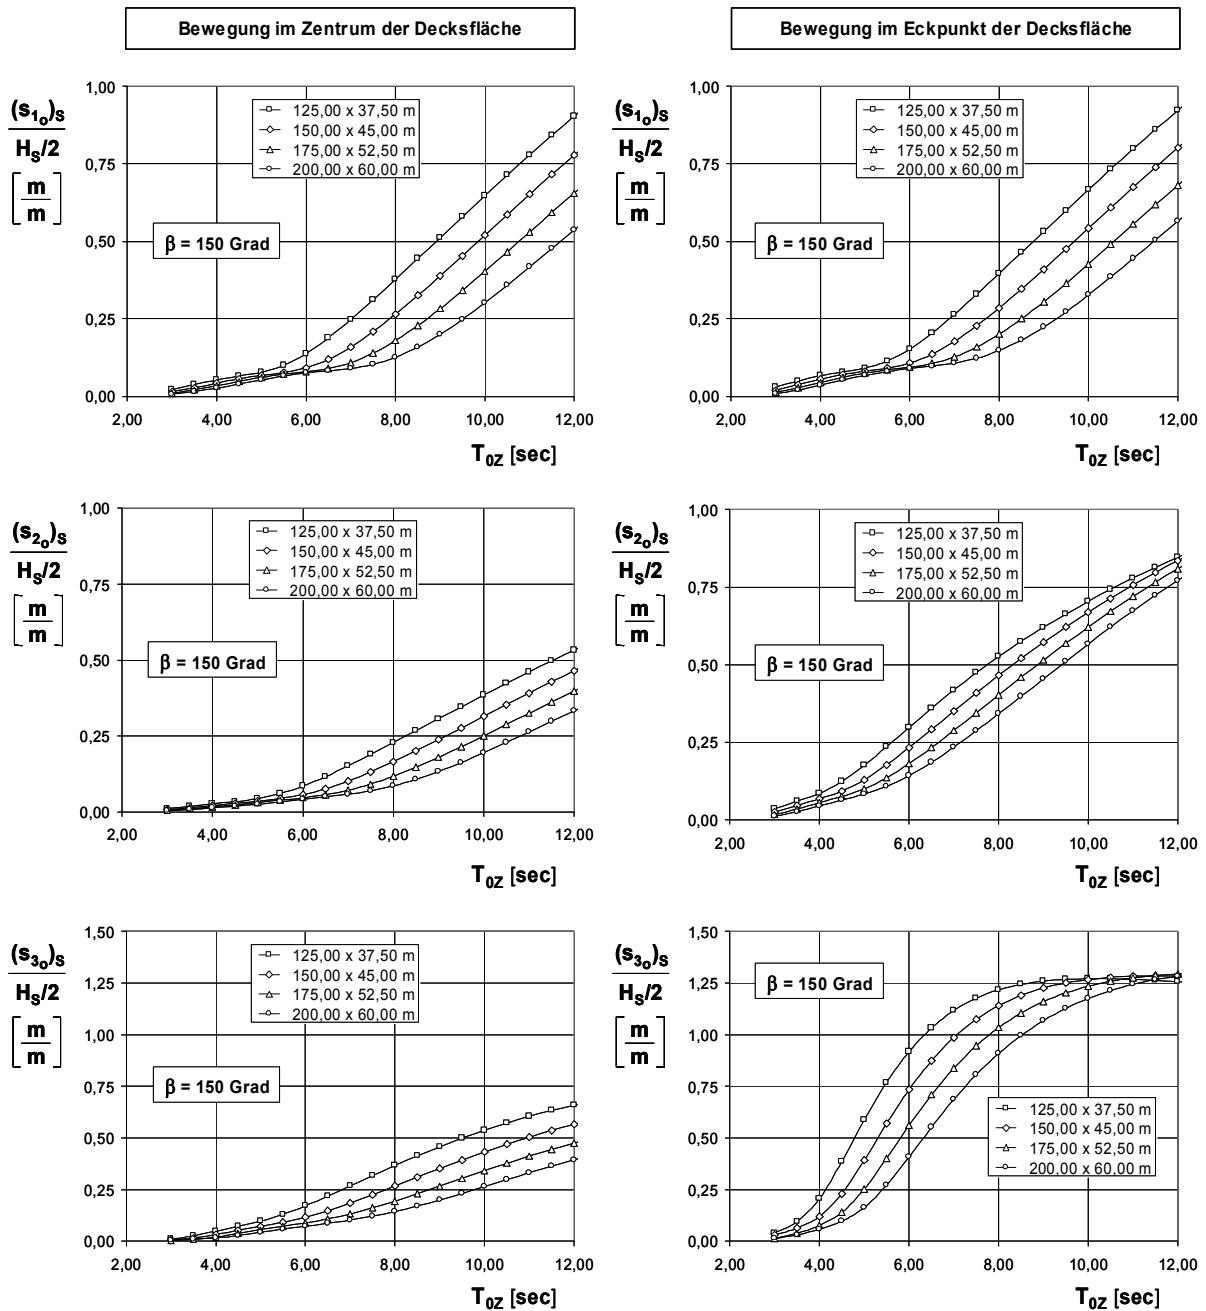 Bewegung im Zentrum der Decksfläche
Bewegung im Eckpunkt der Decksfläche
(s1o)S
HS/2
[m/m]
1,00
0,75
0,50
0,25
0,00
125,00 x 37,50 m
150,00 x 45,00 m
175,00 x 52,50 m
200,00 x 60,00 m
β = 150 Grad
2,00 4,00 6,00 8,00 10,00 12,00
T0Z [sec]
(s1o)S
HS/2
[m/m]
1,00
0,75
0,50
0,25
0,00
125,00 x 37,50 m
150,00 x 45,00 m
175,00 x 52,50 m
200,00 x 60,00 m
β = 150 Grad
2,00 4,00 6,00 8,00 10,00 12,00
T0Z [sec]
(s2o)S
HS/2
[m/m]
1,00
0,75
0,50
0,25
0,00
125,00 x 37,50 m
150,00 x 45,00 m
175,00 x 52,50 m
200,00 x 60,00 m
β = 150 Grad
2,00 4,00 6,00 8,00 10,00 12,00
T0Z [sec]
(s2o)S
HS/2
[m/m]
1,00
0,75
0,50
0,25
0,00
125,00 x 37,50 m
150,00 x 45,00 m
175,00 x 52,50 m
200,00 x 60,00 m
β = 150 Grad
2,00 4,00 6,00 8,00 10,00 12,00
T0Z [sec]
(s3o)S
HS/2
[m/m]
1,50
1,25
1,00
0,75
0,50
0,25
0,00
125,00 x 37,50 m
150,00 x 45,00 m
175,00 x 52,50 m
200,00 x 60,00 m
β = 150 Grad
2,00 4,00 6,00 8,00 10,00 12,00
T0Z [sec]
(s3o)S
HS/2
[m/m]
1,50
1,25
1,00
0,75
0,50
0,25
0,00
β = 150 Grad
125,00 x 37,50 m
150,00 x 45,00 m
175,00 x 52,50 m
200,00 x 60,00 m
2,00 4,00 6,00 8,00 10,00 12,00
T0Z [sec]